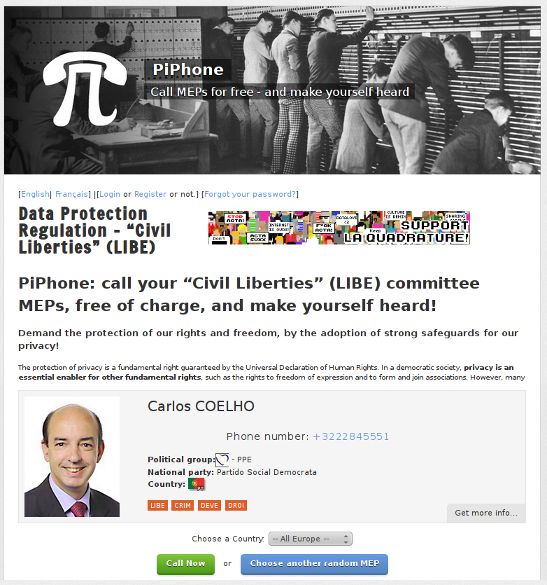 PiPhone
Call MEPs for free - and make yourself heard
[English| Français] |[Login or Register or not.] [Forgot your password?]
Data Protection
Regulation - “Civil
Liberties” (LIBE)
STOP ACTA!
SUPPORT
LA QUADRATURE!
PiPhone: call your “Civil Liberties” (LIBE) committee
MEPs, free of charge, and make yourself heard!
Demand the protection of our rights and freedom, by the adoption of strong safeguards for our
privacy!
The protection of privacy is a fundamental right guaranteed by the Universal Declaration of Human Rights. In a democratic society, privacy is an
essential enabler for other fundamental rights, such as the rights to freedom of expression and to form and join associations. However, many
Carlos COELHO
Phone number: +3222845551
Political group: - PPE
National party: Partido Social Democrata
Country:
LIBE CRIM DEVE DROI
Get more info...
Choose a Country: -- All Europe --
Call Now or Choose another random MEP